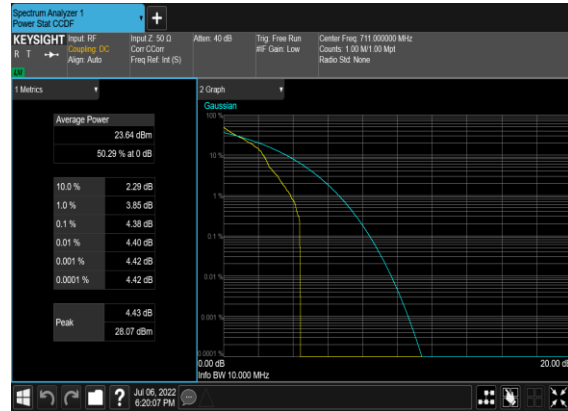 Spectrum Analyzer 1
Power Stat CCDF
+
KEYSIGHT
R T
LXI
Input: RF
Coupling: DC
Align: Auto
Input Z: 50 Ω
Corr CCorr
Freq Ref: Int (S)
Atten: 40 dB
Trig: Free Run
#IF Gain: Low
Center Freq: 711.000000 MHz
Counts: 1.00 M/1.00 Mpt
Radio Std: None
1 Metrics
Average Power
23.64 dBm
50.29 % at 0 dB
10.0 % 2.29 dB
1.0 % 3.85 dB
0.1 % 4.38 dB
0.01 % 4.40 dB
0.001 % 4.42 dB
0.0001 % 4.42 dB
Peak
4.43 dB
28.07 dBm
2 Graph
Gaussian
100 %
10 %
1 %
0.1 %
0.01 %
0.001 %
0.0001 %
0.00 dB 20.00 dB
Info BW 10.000 MHz
?
Jul 06, 2022
6:20:07 PM